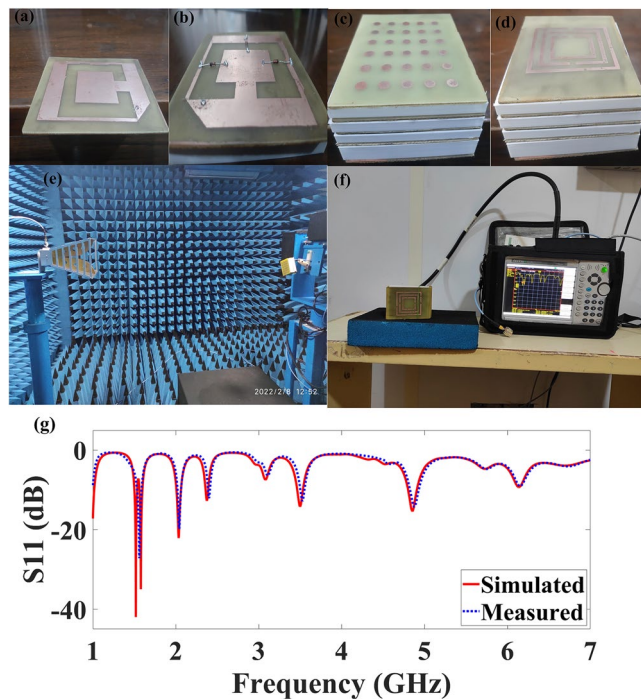 (a)
(b)
(c)
(d)
(e)
2022/2/8 12:52
(f)
(g)
0
-20
-40
S11 (dB)
1 2 3 4 5 6 7
Frequency (GHz)
Simulated
Measured